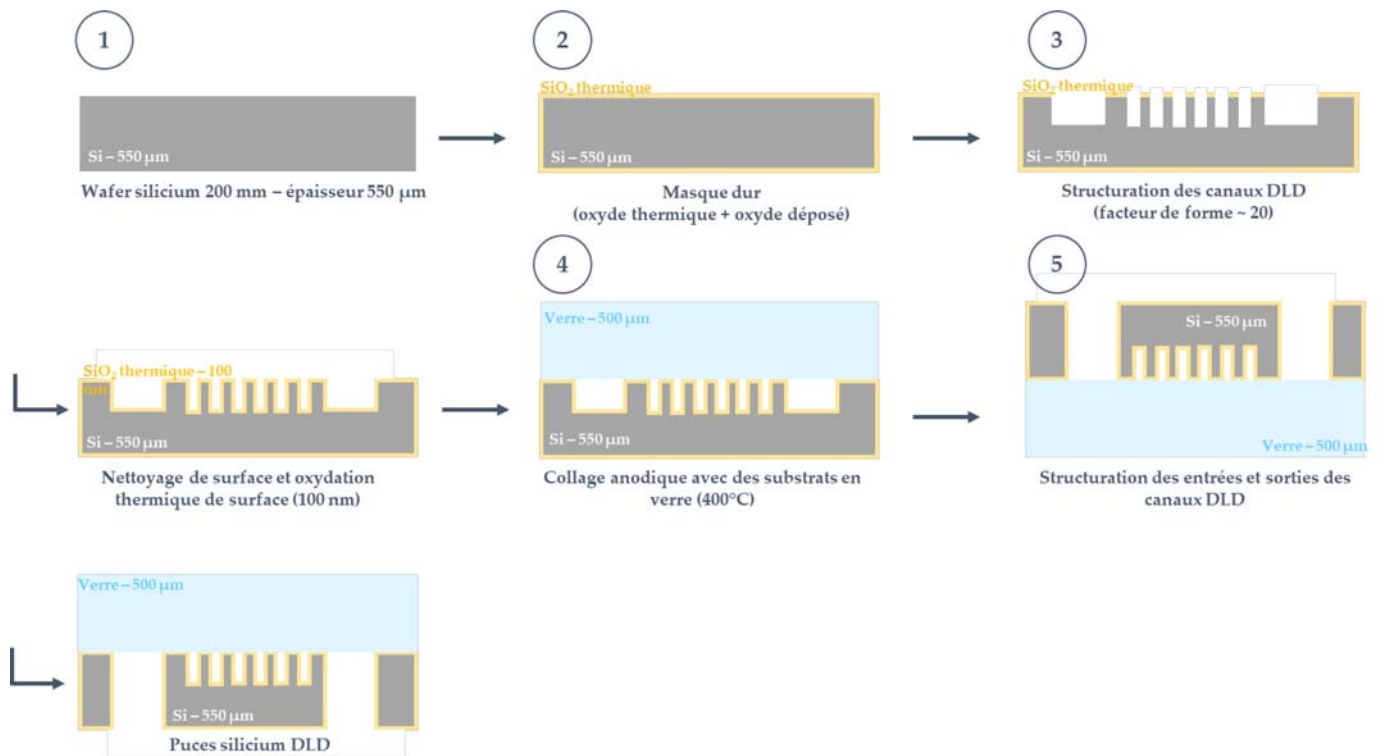 1
2
3
Si – 550 µm
Wafer silicium 200 mm – épaisseur 550 µm
SiO₂ thermique
Si – 550 µm
Masque dur
(oxyde thermique + oxyde déposé)
SiO₂ thermique
Si – 550 µm
Structuration des canaux DLD
(facteur de forme ~ 20)
4
5
SiO₂ thermique – 100
nm
Si – 550 µm
Nettoyage de surface et oxydation
thermique de surface (100 nm)
Verre – 500 µm
Si – 550 µm
Collage anodique avec des substrats en
verre (400°C)
Si – 550 µm
Verre – 500 µm
Structuration des entrées et sorties des
canaux DLD
Verre – 500 µm
Si – 550 µm
Puces silicium DLD